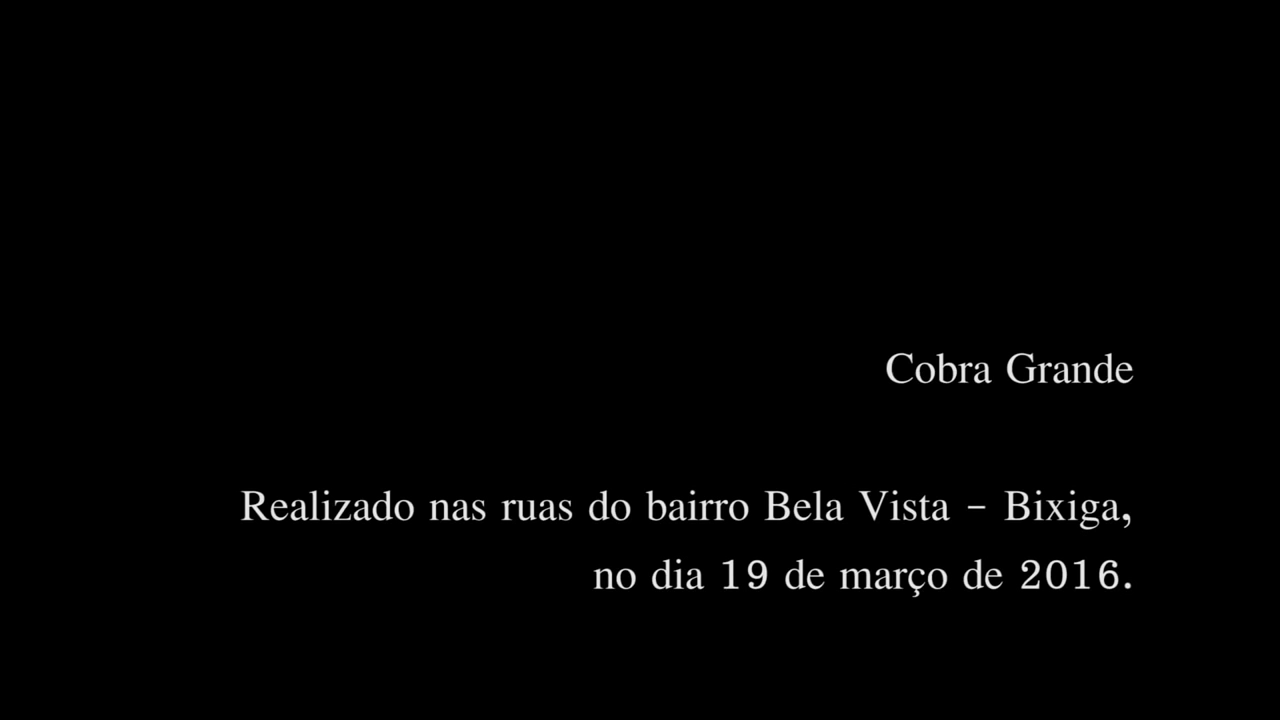 Cobra Grande
Realizado nas ruas do bairro Bela Vista - Bixiga,
no dia 19 de março de 2016.